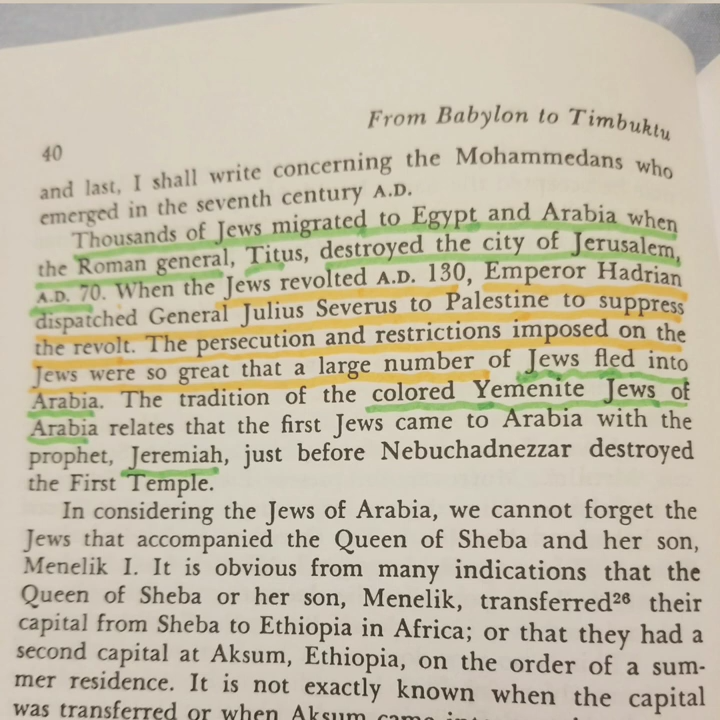 From Babylon to Timbuktu
40
and last, I shall write concerning the Mohammedans who
emerged in the seventh century A.D.
Thousands of Jews migrated to Egypt and Arabia when
the Roman general, Titus, destroyed the city of Jerusalem,
A.D. 70. When the Jews revolted A.D. 130, Emperor Hadrian
dispatched General Julius Severus to Palestine to suppress
the revolt. The persecution and restrictions imposed on the
Jews were so great that a large number of Jews fled into
Arabia. The tradition of the colored Yemenite Jews of
Arabia relates that the first Jews came to Arabia with the
prophet, Jeremiah, just before Nebuchadnezzar destroyed
the First Temple.
In considering the Jews of Arabia, we cannot forget the
Jews that accompanied the Queen of Sheba and her son,
Menelik I. It is obvious from many indications that the
Queen of Sheba or her son, Menelik, transferred²⁶ their
capital from Sheba to Ethiopia in Africa; or that they had a
second capital at Aksum, Ethiopia, on the order of a sum-
mer residence. It is not exactly known when the capital
was transferred or when Aksum came